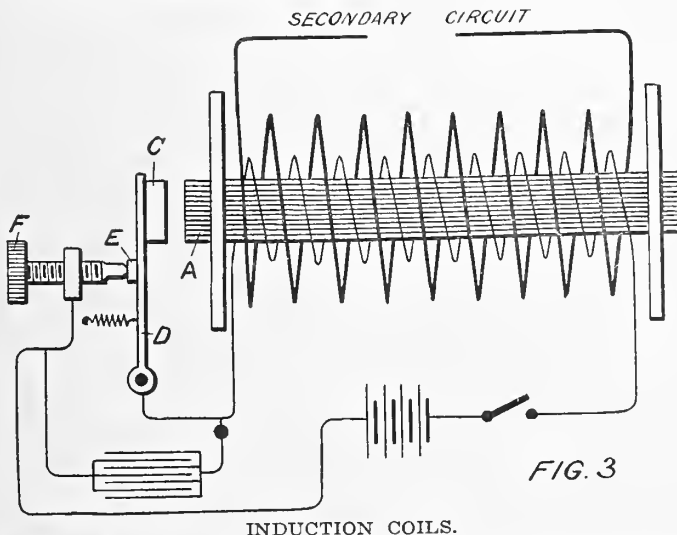 SECONDARY CIRCUIT
C
F
E
A
D
FIG. 3
INDUCTION COILS.